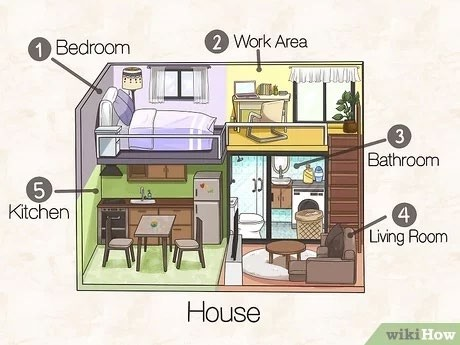 1 Bedroom
2 Work Area
3
Bathroom
5
Kitchen
4
Living Room
House
wikiHow